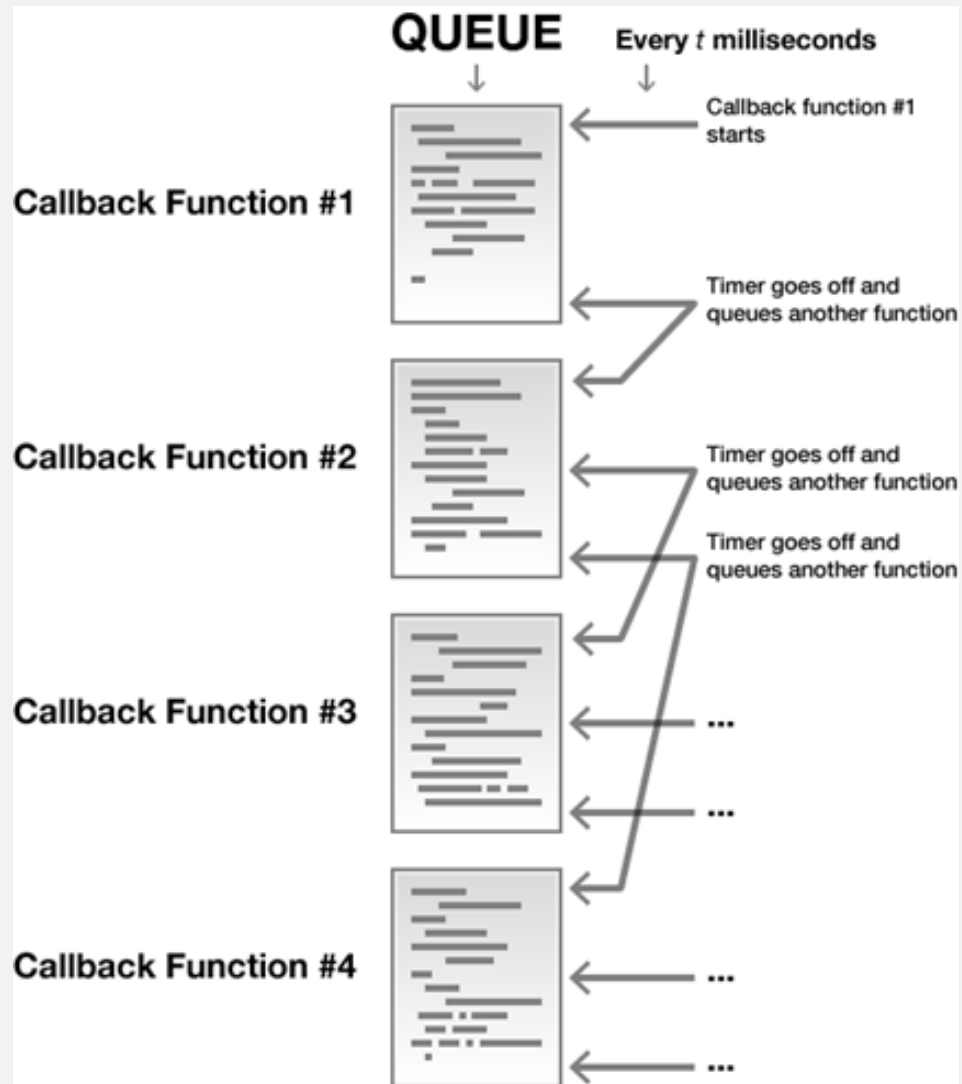 QUEUE
Every t milliseconds
Callback function #1
starts
Callback Function #1
Timer goes off and
queues another function
Callback Function #2
Timer goes off and
queues another function
Timer goes off and
queues another function
Callback Function #3
...
...
Callback Function #4
...
...